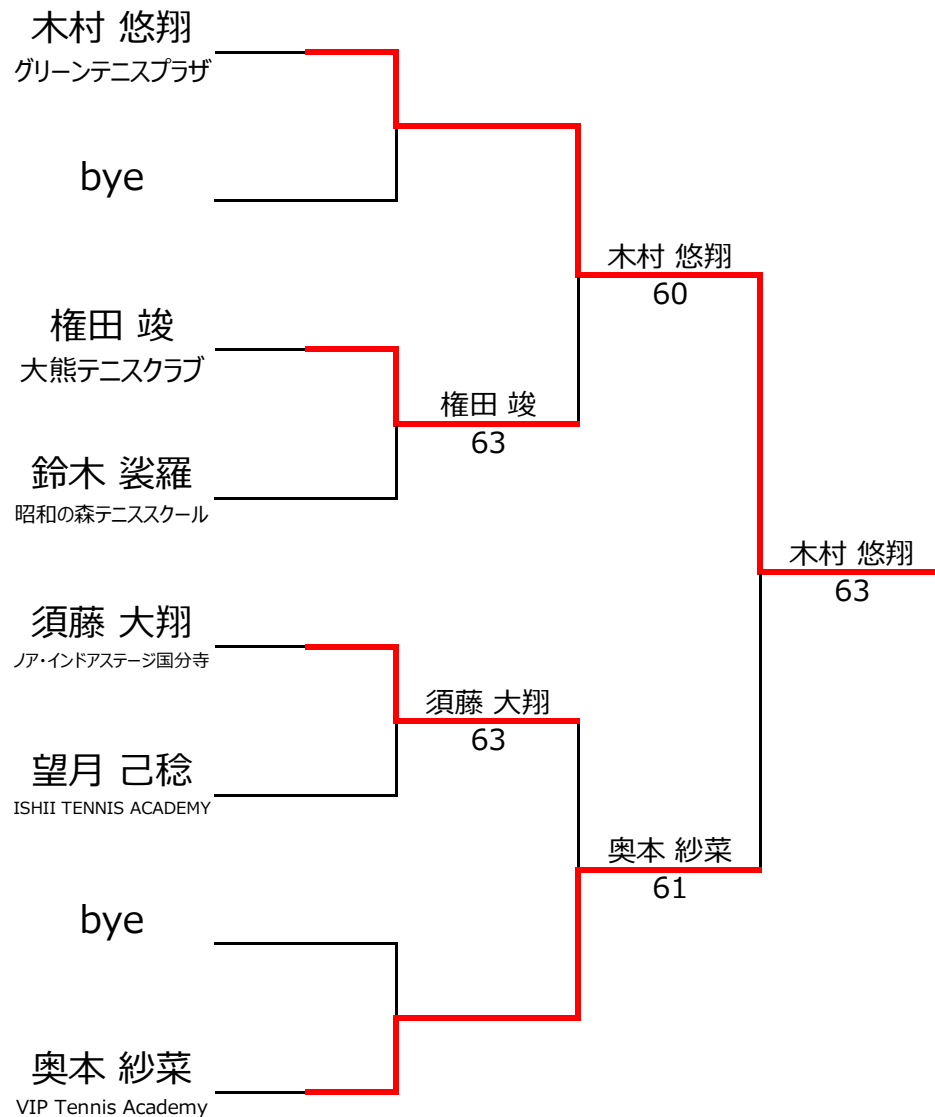 木村 悠翔
グリーンテニスプラザ
bye
木村 悠翔
60
権田 竣
大熊テニスクラブ
権田 竣
63
鈴木 裟羅
昭和の森テニススクール
木村 悠翔
63
須藤 大翔
ノア・インドアステージ国分寺
須藤 大翔
63
望月 己稔
ISHII TENNIS ACADEMY
奥本 紗菜
61
bye
奥本 紗菜
VIP Tennis Academy